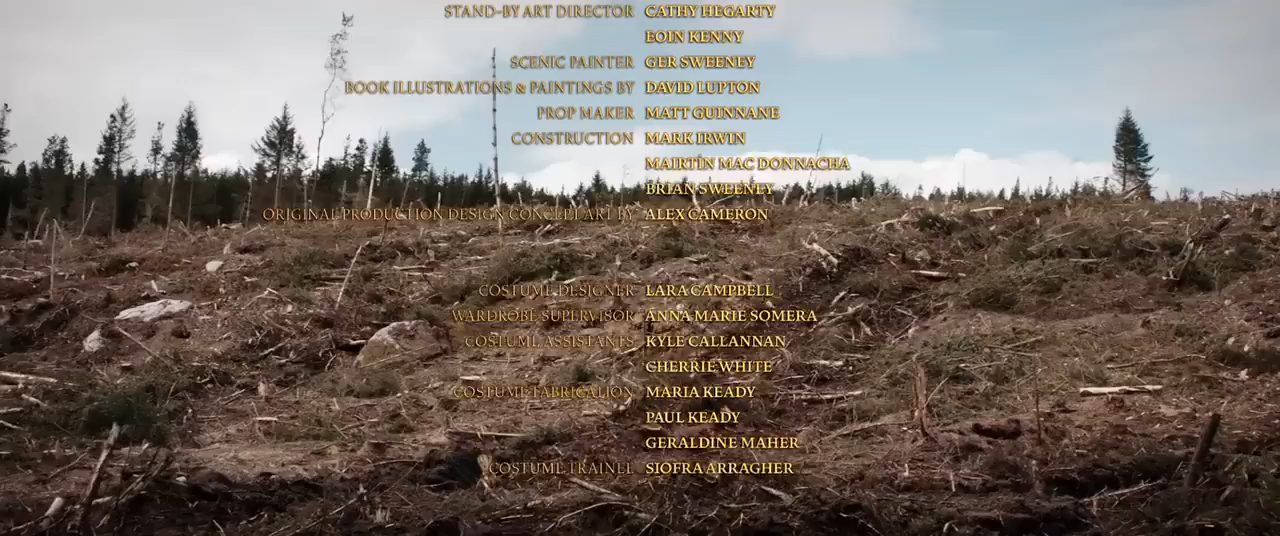 STAND-BY ART DIRECTOR CATHY HEGARTY
EOIN KENNY
SCENIC PAINTER GER SWEENEY
BOOK ILLUSTRATIONS & PAINTINGS BY DAVID LUPTON
PROP MAKER MATT GUINNANE
CONSTRUCTION MARK IRWIN
MAIRTÍN MAC DONNACHA
BRIAN SWEENEY
ORIGINAL PRODUCTION DESIGN CONCEPT ART BY ALEX CAMERON
COSTUME DESIGNER LARA CAMPBELL
WARDROBE SUPERVISOR ANNA MARIE SOMERA
COSTUME ASSISTANTS KYLE CALLANNAN
CHERRIE WHITE
COSTUME FABRICATION MARIA KEADY
PAUL KEADY
GERALDINE MAHER
COSTUME TRAINEE SIOFRA ARRAGHER